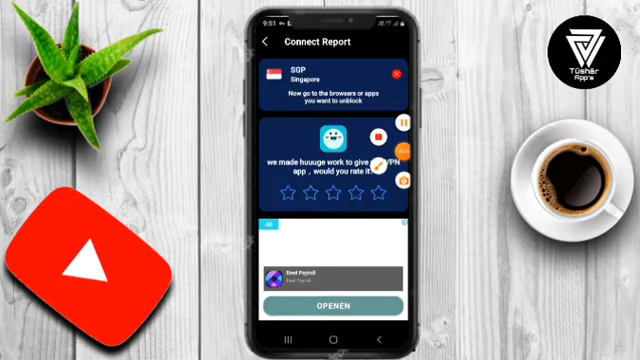 9:51
Connect Report
SGP
Singapore
Now go to the browsers or apps
you want to unblock
we made huuuge work to give
app , would you rate it?
AD
Deel Payroll
Deel Payroll
OPENEN
Tüshâr
App's